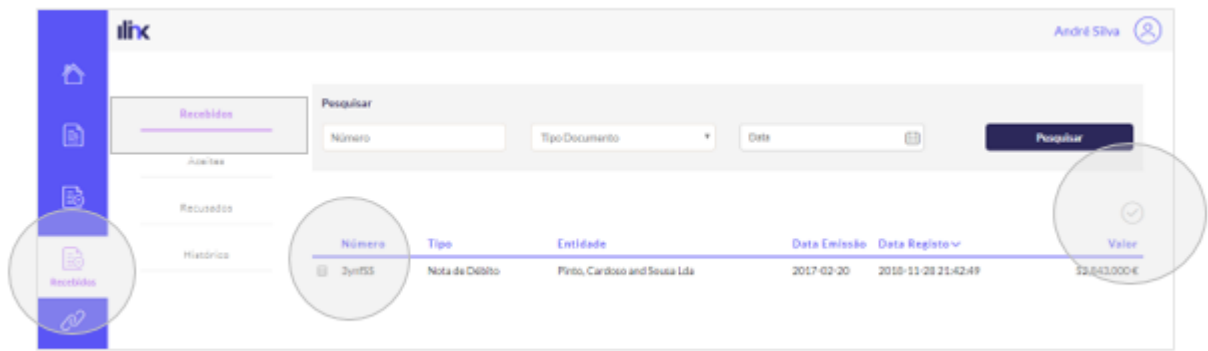 ilinx
André Silva
Recebidos
Aceites
Recusados
Histórico
Recebidos
Pesquisar
Número
Tipo Documento
Data
Pesquisar
Número Tipo Entidade Data Emissão Data Registo Valor
Nota de Débito Pinto, Cardoso and Sousa Lda 2017-02-20 2018-11-28 21:42:49